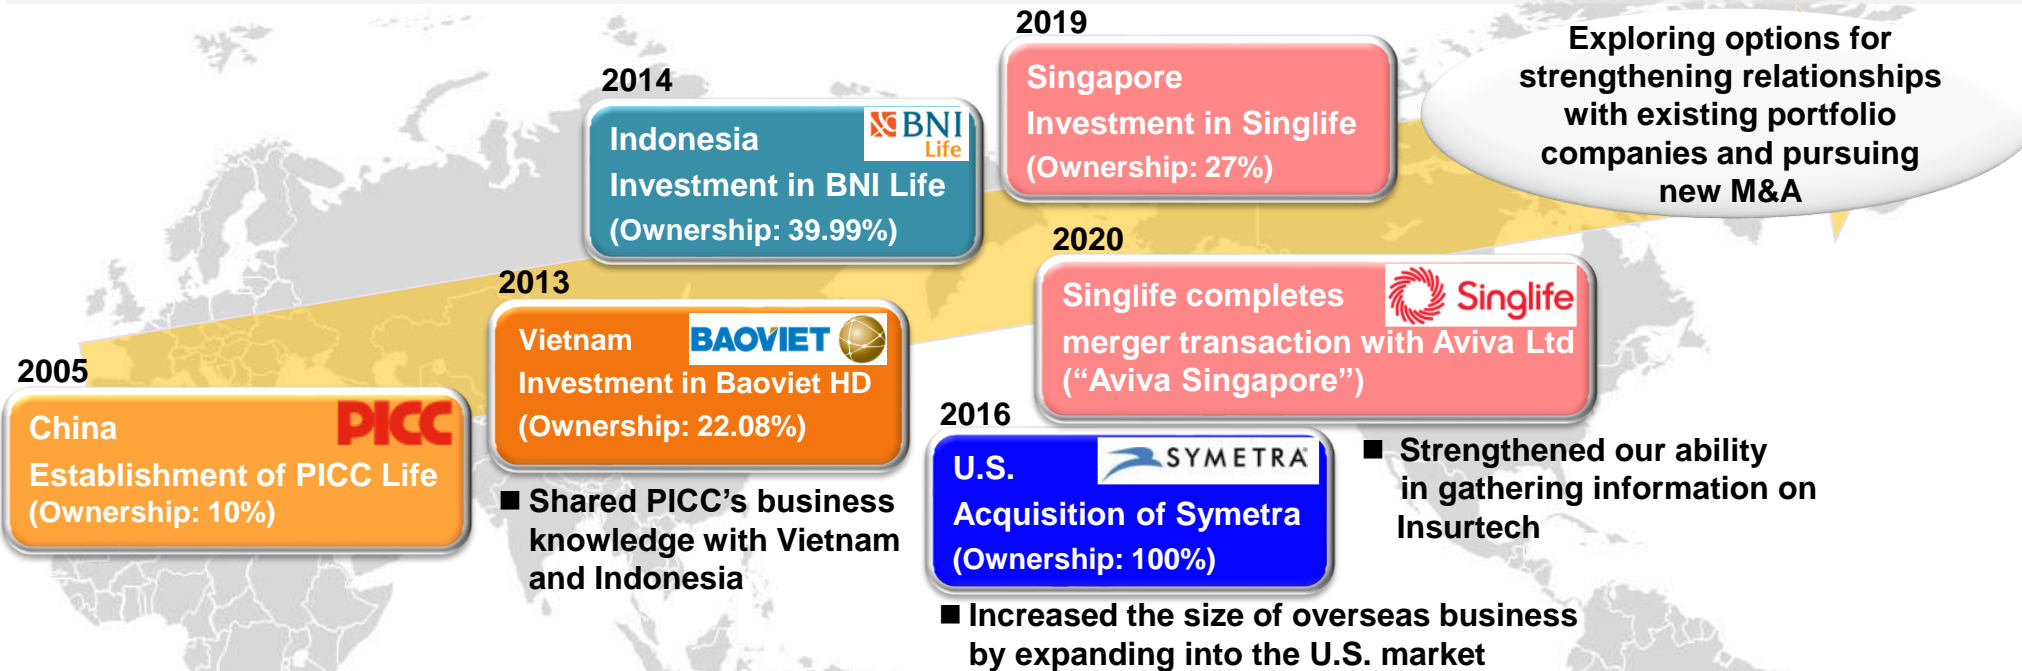 2005
China
PICC
Establishment of PICC Life
(Ownership: 10%)
2013
Vietnam
BAOVIET
Investment in Baoviet HD
(Ownership: 22.08%)
■ Shared PICC's business
knowledge with Vietnam
and Indonesia
2014
Indonesia
BNI
Life
Investment in BNI Life
(Ownership: 39.99%)
2016
U.S.
SYMETRA
Acquisition of Symetra
(Ownership: 100%)
■ Increased the size of overseas business
by expanding into the U.S. market
2019
Singapore
Investment in Singlife
(Ownership: 27%)
2020
Singlife completes
Singlife
merger transaction with Aviva Ltd
(“Aviva Singapore”)
■ Strengthened our ability
in gathering information on
Insurtech
Exploring options for
strengthening relationships
with existing portfolio
companies and pursuing
new M&A